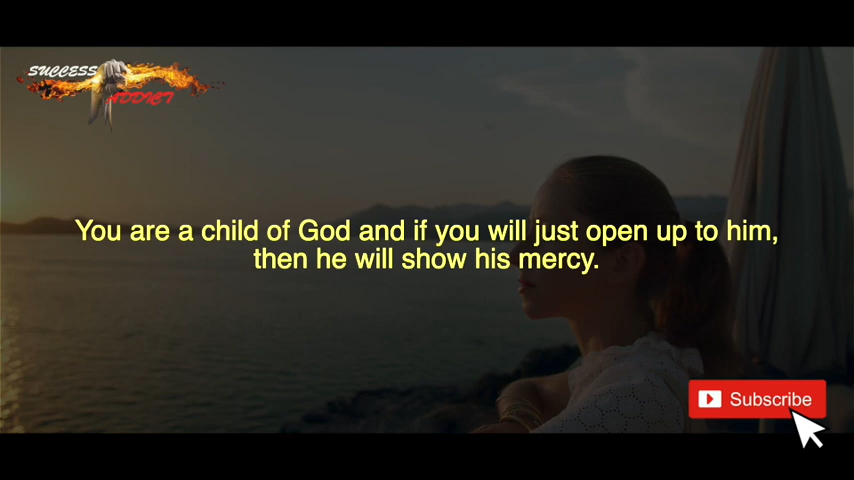 SUCCESS
ADDICT
You are a child of God and if you will just open up to him,
then he will show his mercy.
Subscribe